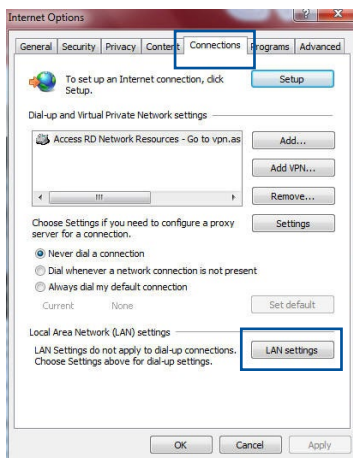 Internet Options
General Security Privacy Content Connections Programs Advanced
To set up an Internet connection, click
Setup.
Setup
Dial-up and Virtual Private Network settings
Access RD Network Resources - Go to vpn.as
Add...
Add VPN...
Remove...
Choose Settings if you need to configure a proxy
server for a connection.
Settings
Never dial a connection
Dial whenever a network connection is not present
Always dial my default connection
Current None
Set default
Local Area Network (LAN) settings
LAN Settings do not apply to dial-up connections.
Choose Settings above for dial-up settings.
LAN settings
OK Cancel Apply